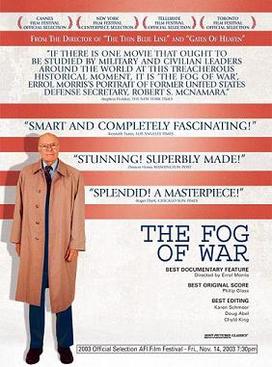 CANNES FILM FESTIVAL OFFICIAL SELECTION
NEW YORK FILM FESTIVAL CENTERPIECE SELECTION
TELLURIDE FILM FESTIVAL OFFICIAL SELECTION
TORONTO FILM FESTIVAL OFFICIAL SELECTION
FROM THE DIRECTOR OF "THE THIN BLUE LINE" AND "GATES OF HEAVEN"
"IF THERE IS ONE MOVIE THAT OUGHT TO
BE STUDIED BY MILITARY AND CIVILIAN LEADERS
AROUND THE WORLD AT THIS TREACHEROUS
HISTORICAL MOMENT, IT IS 'THE FOG OF WAR',
ERROL MORRIS'S PORTRAIT OF FORMER UNITED STATES
DEFENSE SECRETARY, ROBERT S. MCNAMARA."
Stephen Holden, THE NEW YORK TIMES
"SMART AND COMPLETELY FASCINATING!"
Kenneth Turan, LOS ANGELES TIMES
"STUNNING! SUPERBLY MADE!"
Desson Howe, WASHINGTON POST
"SPLENDID! A MASTERPIECE!"
Roger Ebert, CHICAGO SUN-TIMES
THE FOG
OF WAR
BEST DOCUMENTARY FEATURE
Directed by Errol Morris
BEST ORIGINAL SCORE
Philip Glass
BEST EDITING
Karen Schmeer
Doug Abel
Chyld King
SONY PICTURES CLASSICS
2003 Official Selection AFI Film Festival - Fri., Nov. 14, 2003 7:30pm